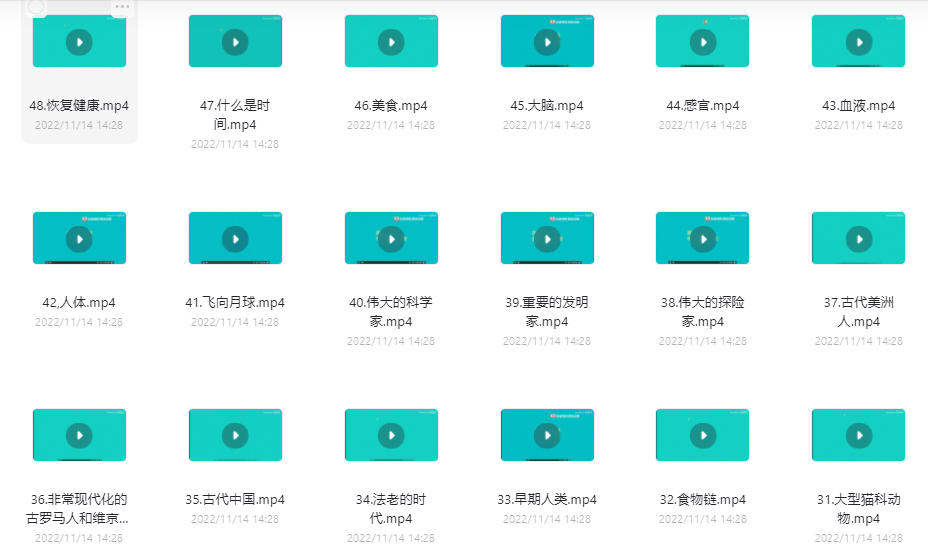 48.恢复健康.mp4
2022/11/14 14:28
47.什么是时
间.mp4
2022/11/14 14:28
46.美食.mp4
2022/11/14 14:28
45.大脑.mp4
2022/11/14 14:28
44.感官.mp4
2022/11/14 14:28
43.血液.mp4
2022/11/14 14:28
42,人体.mp4
2022/11/14 14:28
41.飞向月球.mp4
2022/11/14 14:28
40.伟大的科学
家.mp4
2022/11/14 14:28
39.重要的发明
家.mp4
2022/11/14 14:28
38.伟大的探险
家.mp4
2022/11/14 14:28
37.古代美洲
人.mp4
2022/11/14 14:28
36.非常现代化的
古罗马人和维京...
2022/11/14 14:28
35.古代中国.mp4
2022/11/14 14:28
34.法老的时
代.mp4
2022/11/14 14:28
33.早期人类.mp4
2022/11/14 14:28
32.食物链.mp4
2022/11/14 14:28
31.大型猫科动
物.mp4
2022/11/14 14:28